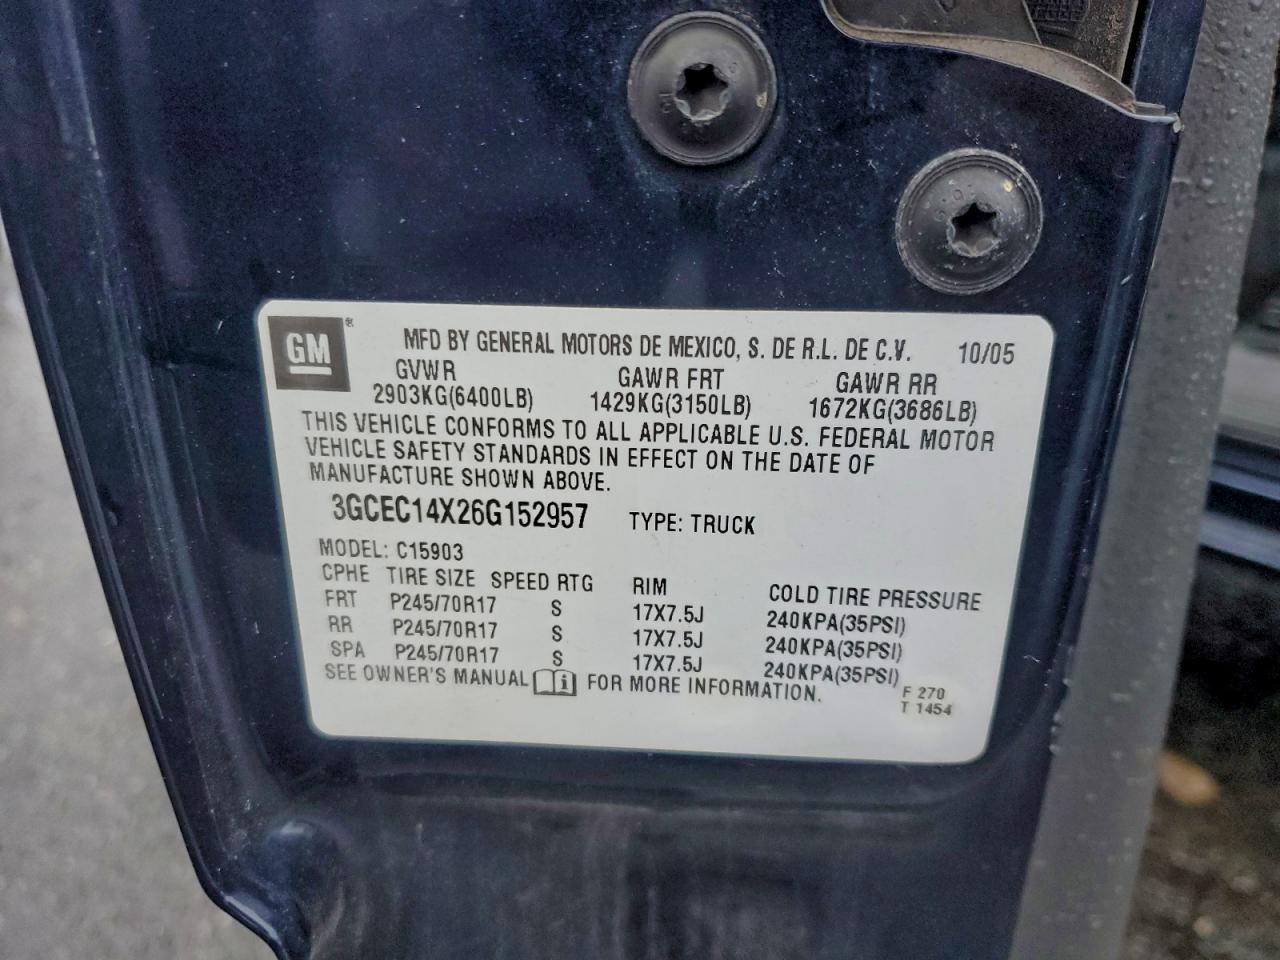 GM ® MFD BY GENERAL MOTORS DE MEXICO, S. DE R.L. DE C.V. 10/05
GVWR GAWR FRT GAWR RR
2903KG(6400LB) 1429KG(3150LB) 1672KG(3686LB)
THIS VEHICLE CONFORMS TO ALL APPLICABLE U.S. FEDERAL MOTOR
VEHICLE SAFETY STANDARDS IN EFFECT ON THE DATE OF
MANUFACTURE SHOWN ABOVE.
3GCEC14X26G152957 TYPE: TRUCK
MODEL: C15903
CPHE TIRE SIZE SPEED RTG RIM COLD TIRE PRESSURE
FRT P245/70R17 S 17X7.5J 240KPA(35PSI)
RR P245/70R17 S 17X7.5J 240KPA(35PSI)
SPA P245/70R17 S 17X7.5J 240KPA(35PSI)
SEE OWNER'S MANUAL i FOR MORE INFORMATION.
F 270
T 1454